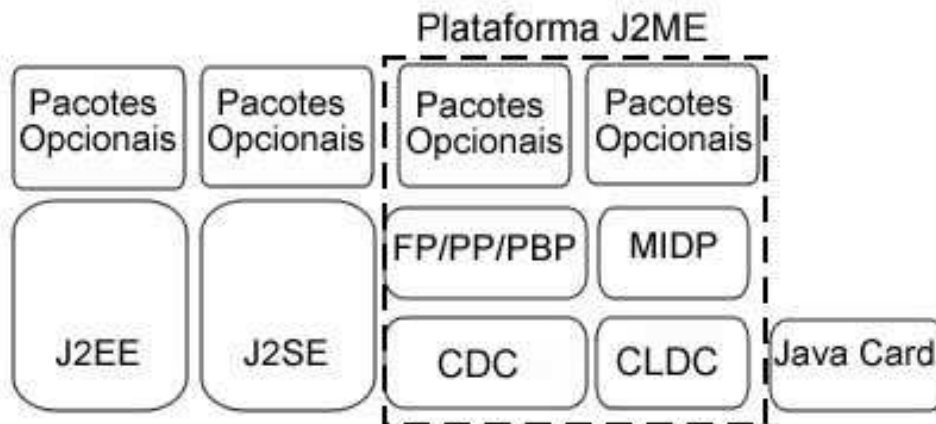 Plataforma J2ME
Pacotes
Opcionais
Pacotes
Opcionais
Pacotes
Opcionais
Pacotes
Opcionais
FP/PP/PBP
MIDP
J2EE
J2SE
CDC
CLDC
Java Card